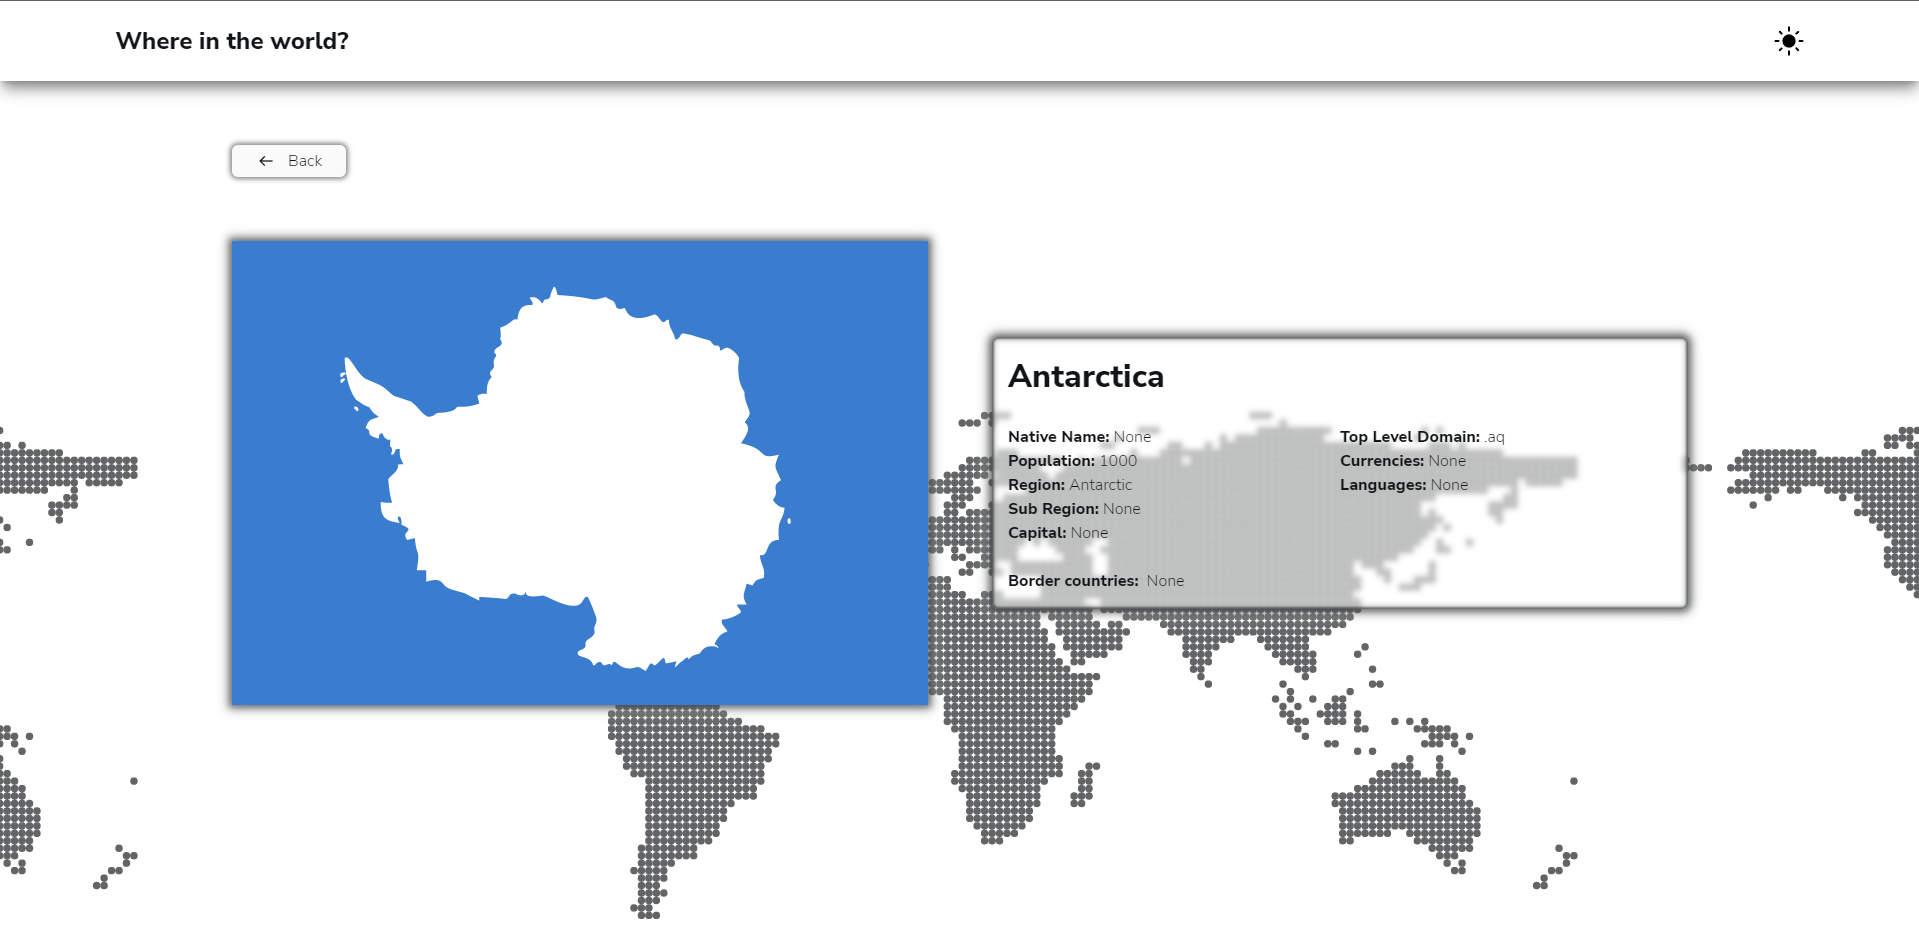 Where in the world?
Back
Antarctica
Native Name: None
Population: 1000
Region: Antarctic
Sub Region: None
Capital: None
Top Level Domain: .aq
Currencies: None
Languages: None
Border countries: None